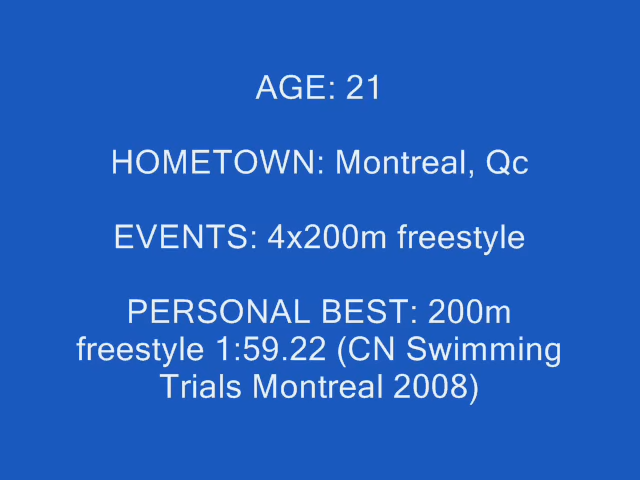 AGE: 21
HOMETOWN: Montreal, Qc
EVENTS: 4x200m freestyle
PERSONAL BEST: 200m
freestyle 1:59.22 (CN Swimming
Trials Montreal 2008)